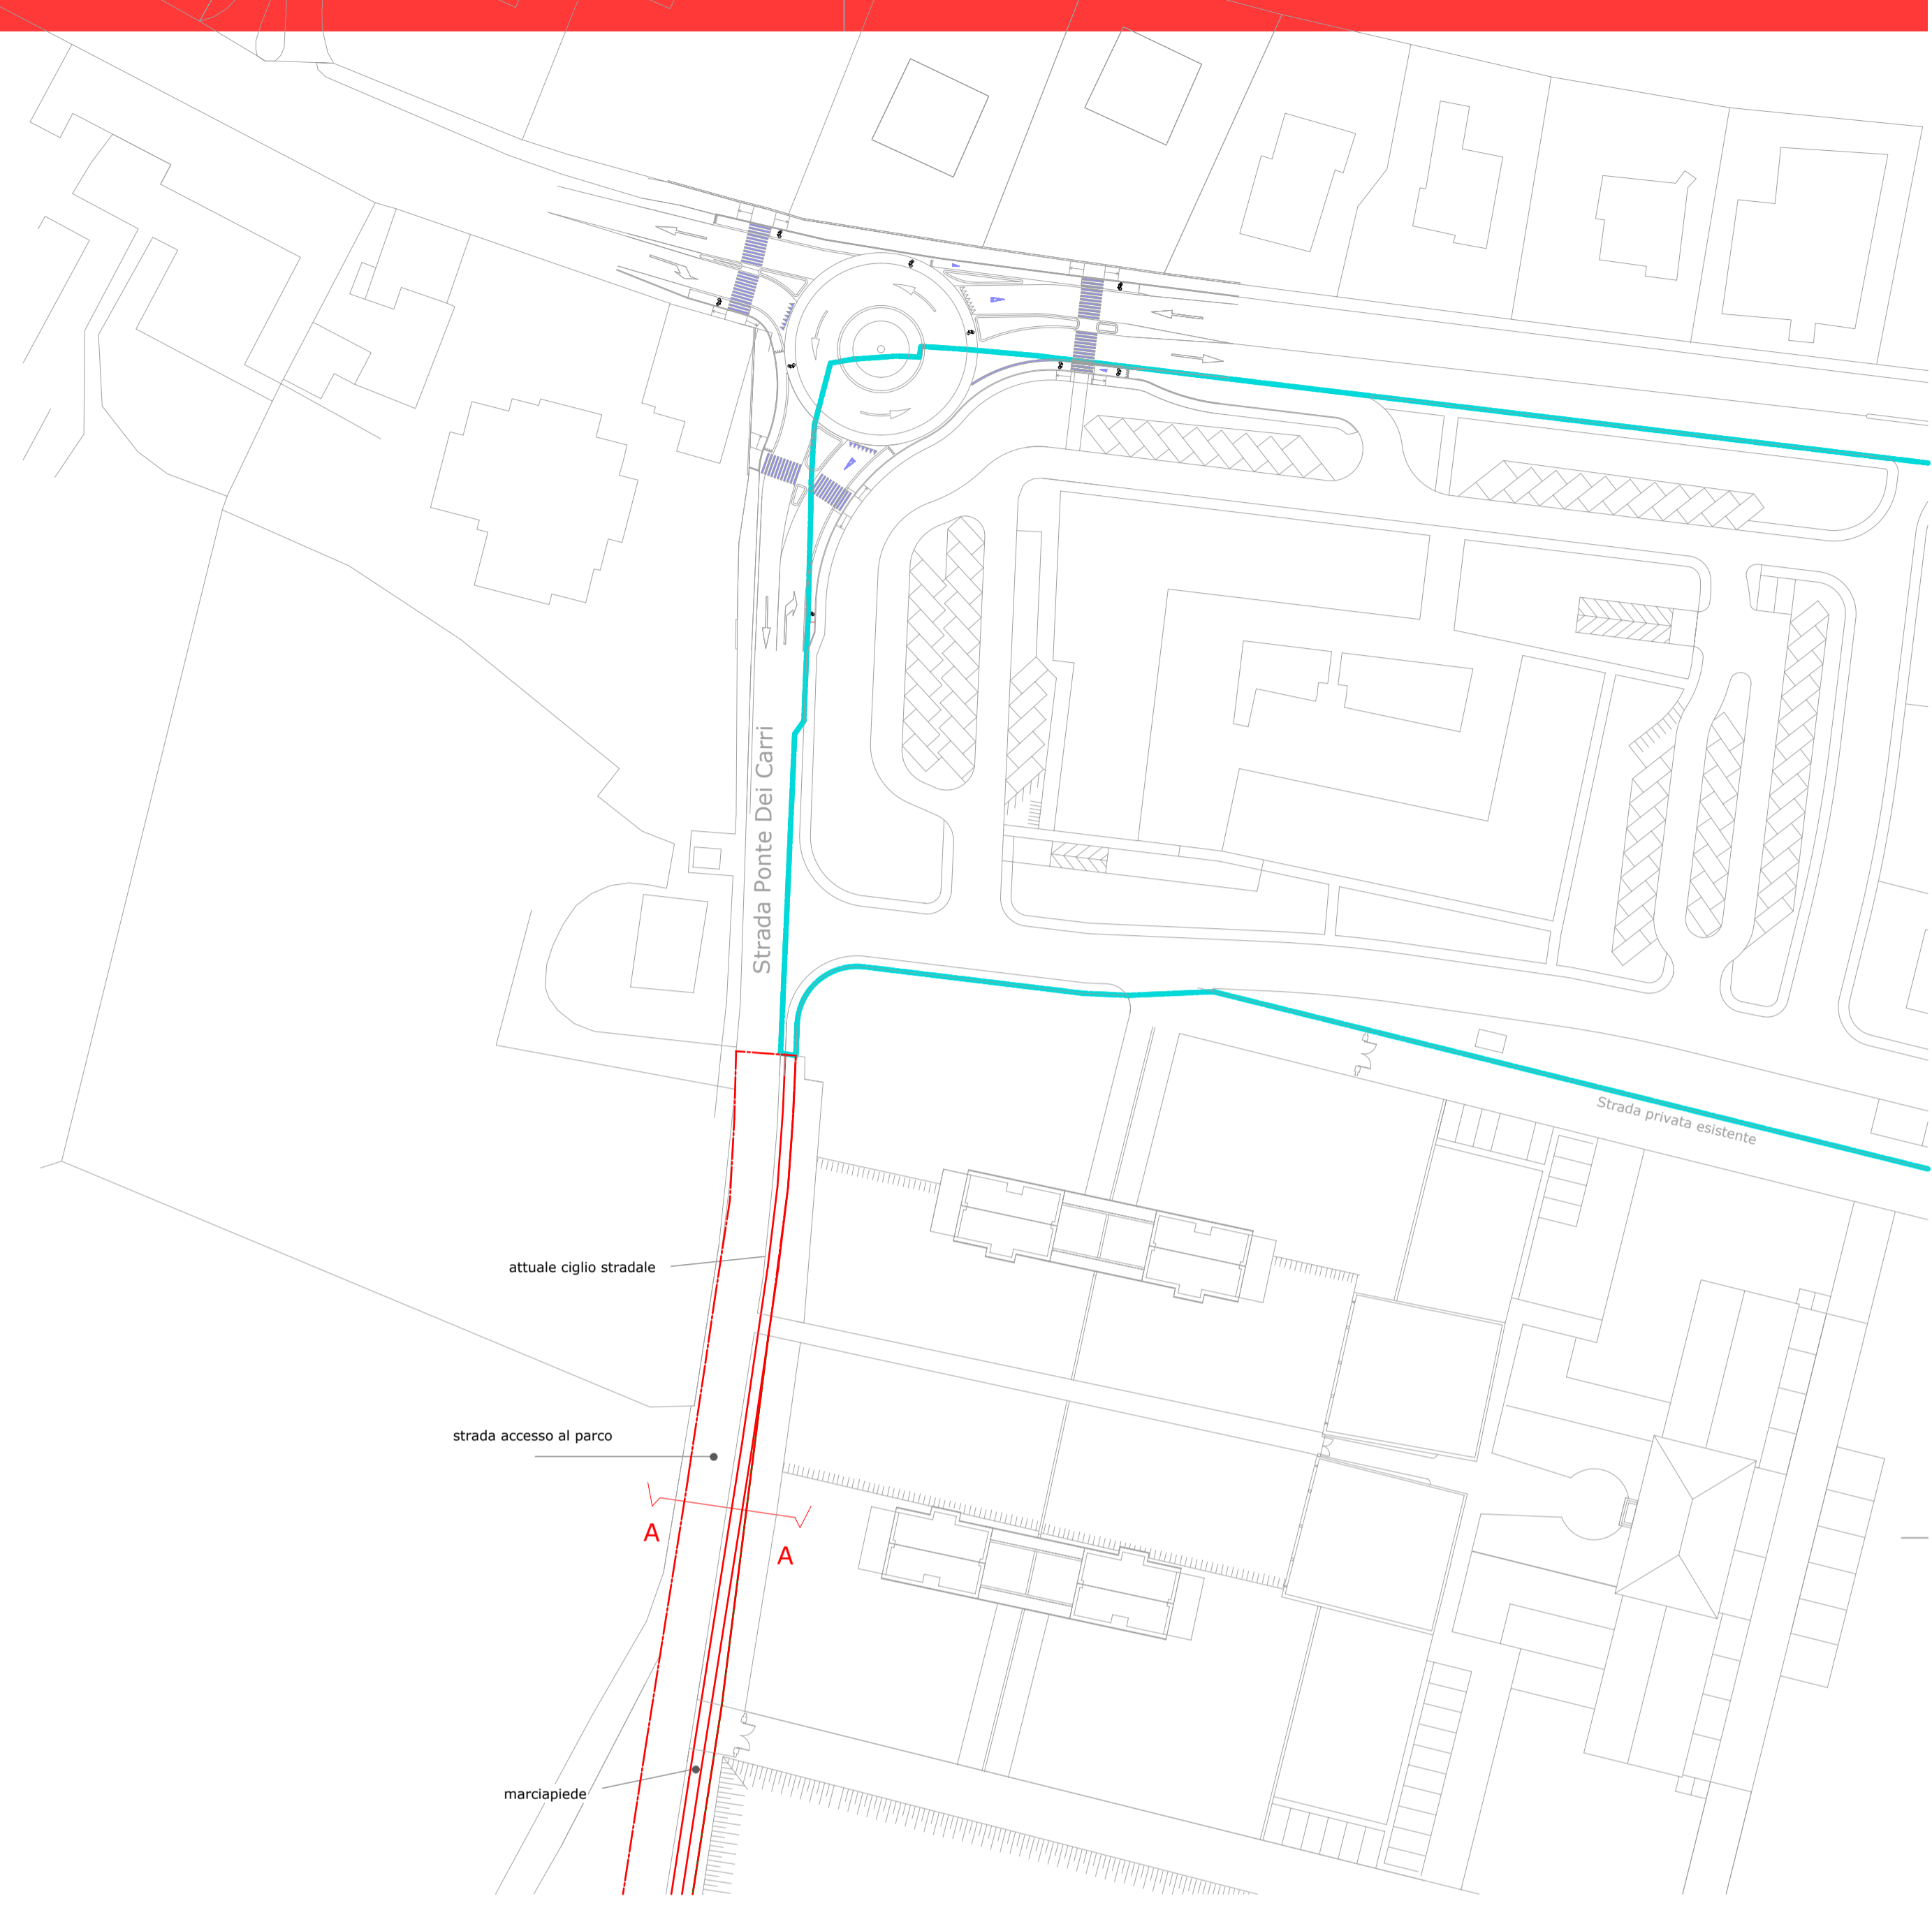 Strada Ponte Dei Carri
Strada privata esistente
attuale ciglio stradale
strada accesso al parco
A
A
marciapiede